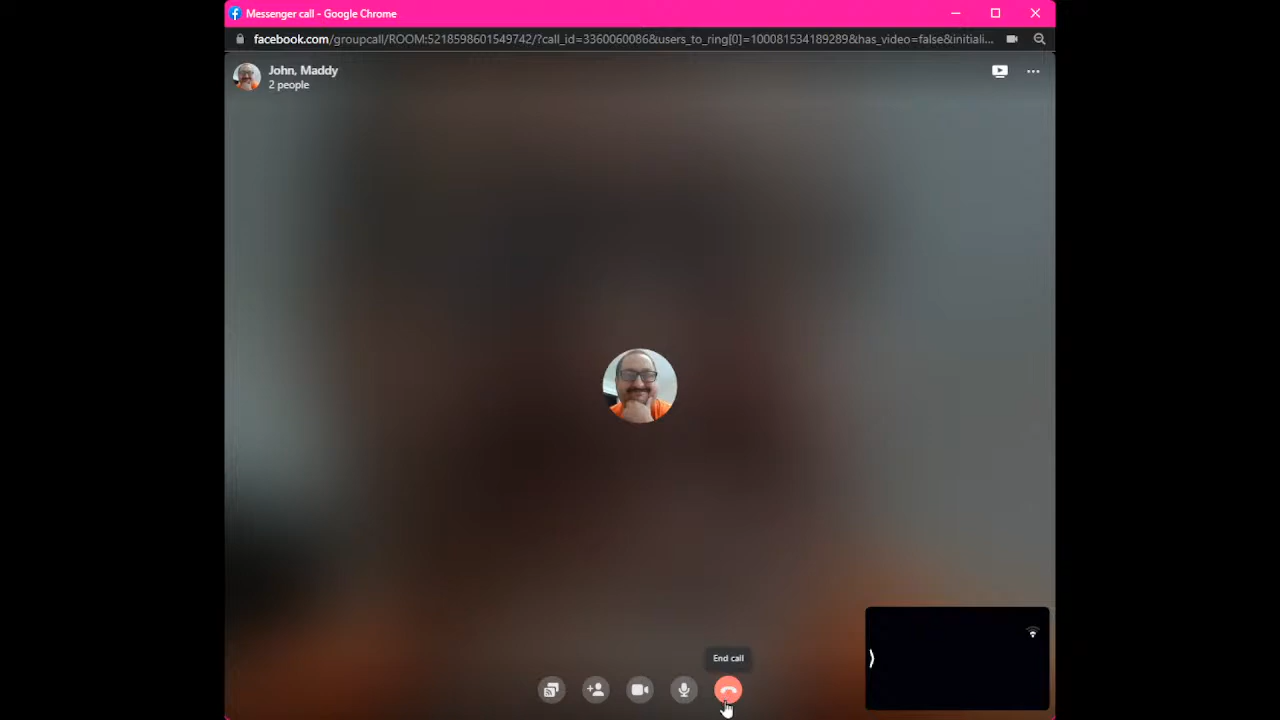 Messenger call - Google Chrome
facebook.com/groupcall/ROOM:5218598601549742/?call_id=3360060086&users_to_ring[0]=100081534189289&has_video=false&initiali...
John, Maddy
2 people
End call